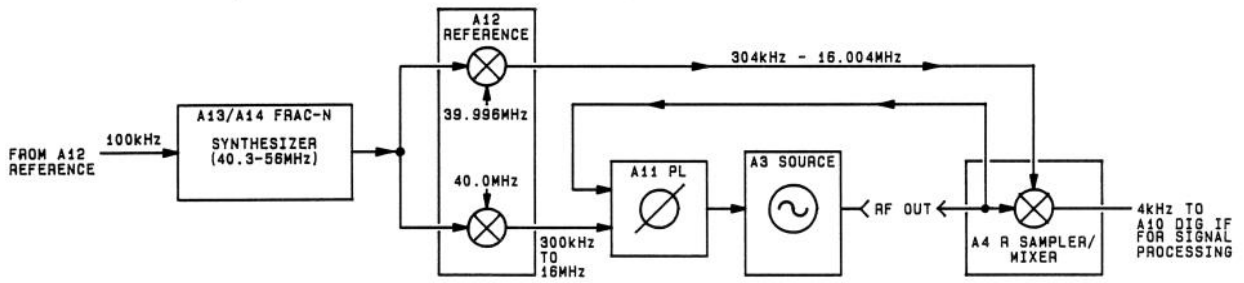 A12
REFERENCE
304kHz - 16.004MHz
39.996MHz
A13/A14 FRAC-N
SYNTHESIZER
(40.3-56MHz)
100kHz
FROM A12
REFERENCE
40.0MHz
300kHz
TO
16MHz
A11 PL
A3 SOURCE
RF OUT
A4 R SAMPLER/
MIXER
4kHz TO
A10 DIG IF
FOR SIGNAL
PROCESSING